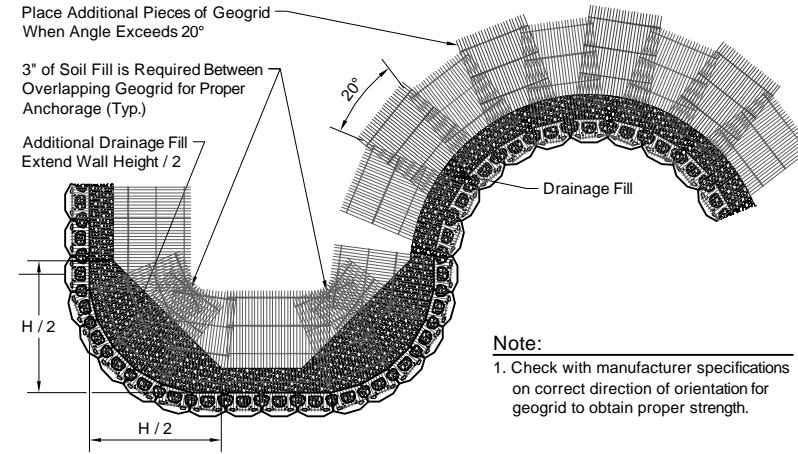 Place Additional Pieces of Geogrid
When Angle Exceeds 20°
3" of Soil Fill is Required Between
Overlapping Geogrid for Proper
Anchorage (Typ.)
Additional Drainage Fill
Extend Wall Height / 2
20°
Drainage Fill
H / 2
H / 2
Note:
1. Check with manufacturer specifications
on correct direction of orientation for
geogrid to obtain proper strength.